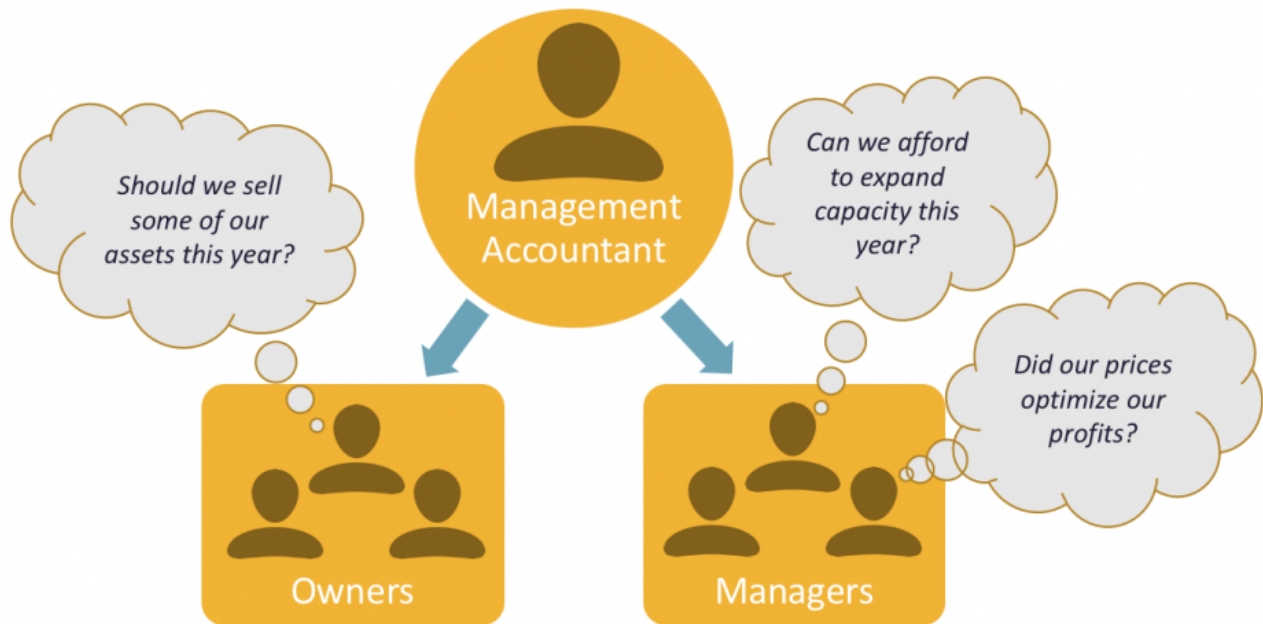 Should we sell
some of our
assets this year?
Management
Accountant
Can we afford
to expand
capacity this
year?
Did our prices
optimize our
profits?
Owners
Managers